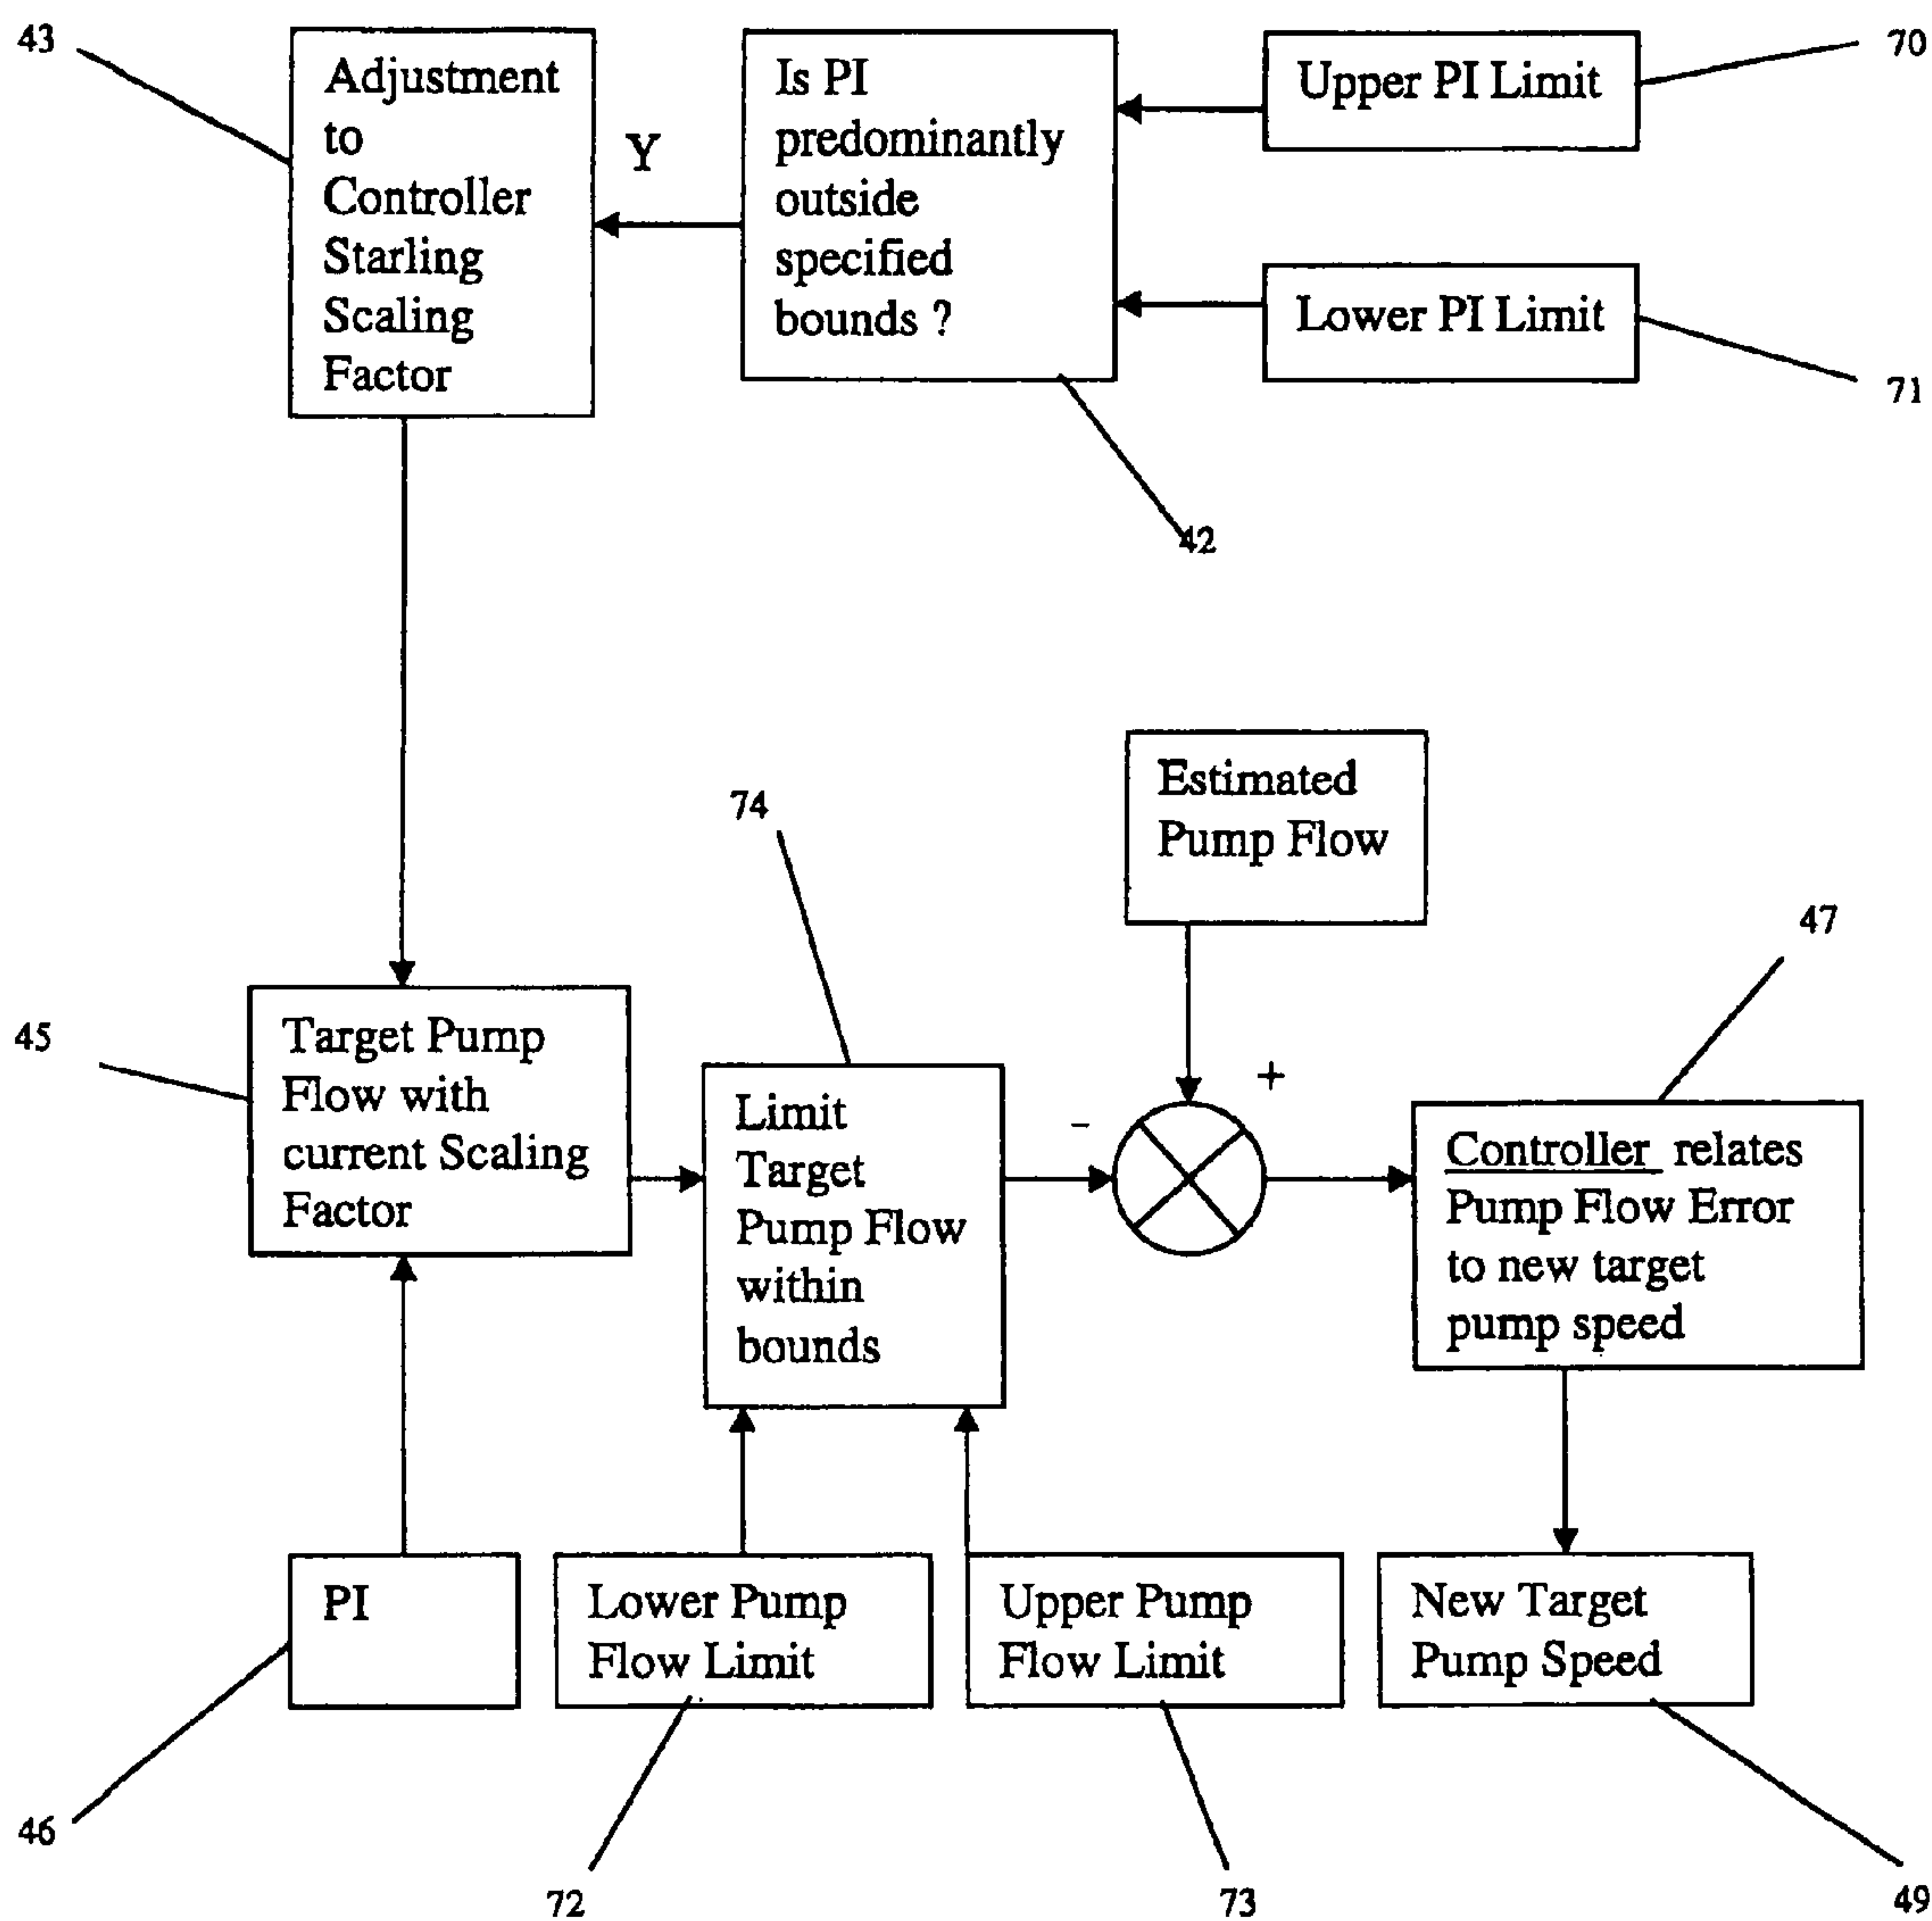 43
Adjustment
to
Controller
Starling
Scaling
Factor
Y
Is PI
predominantly
outside
specified
bounds ?
Upper PI Limit
70
Lower PI Limit
71
42
Estimated
Pump Flow
74
47
45
Target Pump
Flow with
current Scaling
Factor
Limit
Target
Pump Flow
within
bounds
-
+
Controller relates
Pump Flow Error
to new target
pump speed
PI
Lower Pump
Flow Limit
Upper Pump
Flow Limit
New Target
Pump Speed
46
72
73
49